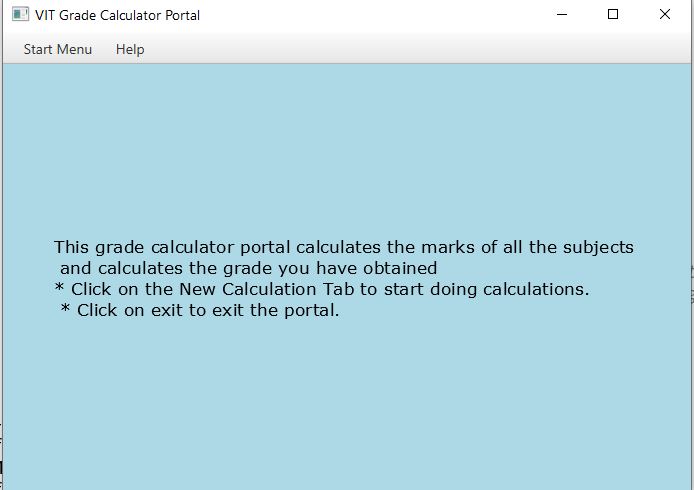 VIT Grade Calculator Portal
Start Menu Help
This grade calculator portal calculates the marks of all the subjects
and calculates the grade you have obtained
* Click on the New Calculation Tab to start doing calculations.
* Click on exit to exit the portal.